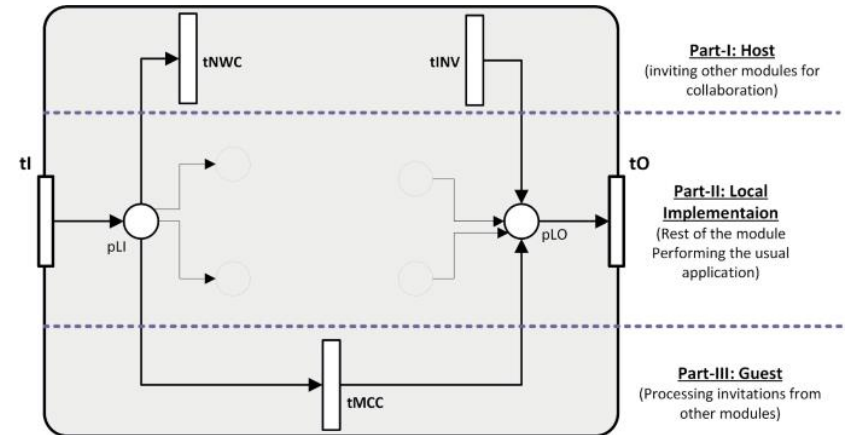 tNWC
tINV
Part-I: Host
(inviting other modules for
collaboration)
tI
tO
pLI
pLO
Part-II: Local
Implementaion
(Rest of the module
Performing the usual
application)
tMCC
Part-III: Guest
(Processing invitations from
other modules)